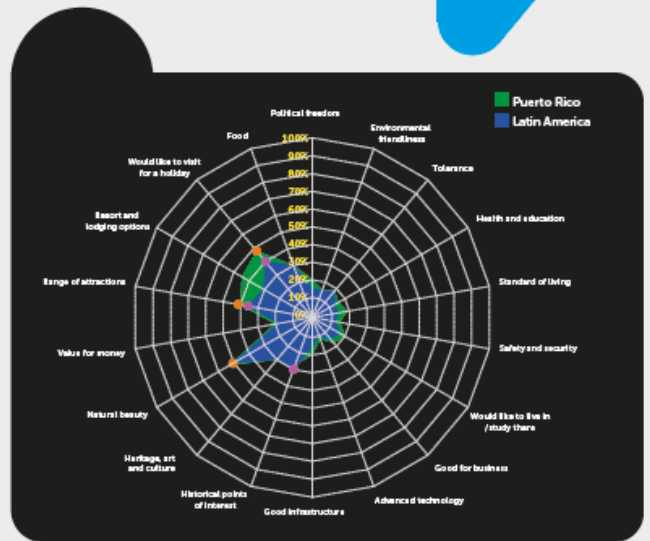 Puerto Rico
Latin America
Political freedom
Environmental
friendliness
Tolerance
Health and education
Standard of living
Safety and security
Would like to live in
/study there
Good for business
Advanced technology
Good infrastructure
Historical points
of interest
Heritage, art
and culture
Natural beauty
Value for money
Range of attractions
Resort and
lodging options
Would like to visit
for a holiday
Food
100%
90%
80%
70%
60%
50%
40%
30%
20%
10%
0%